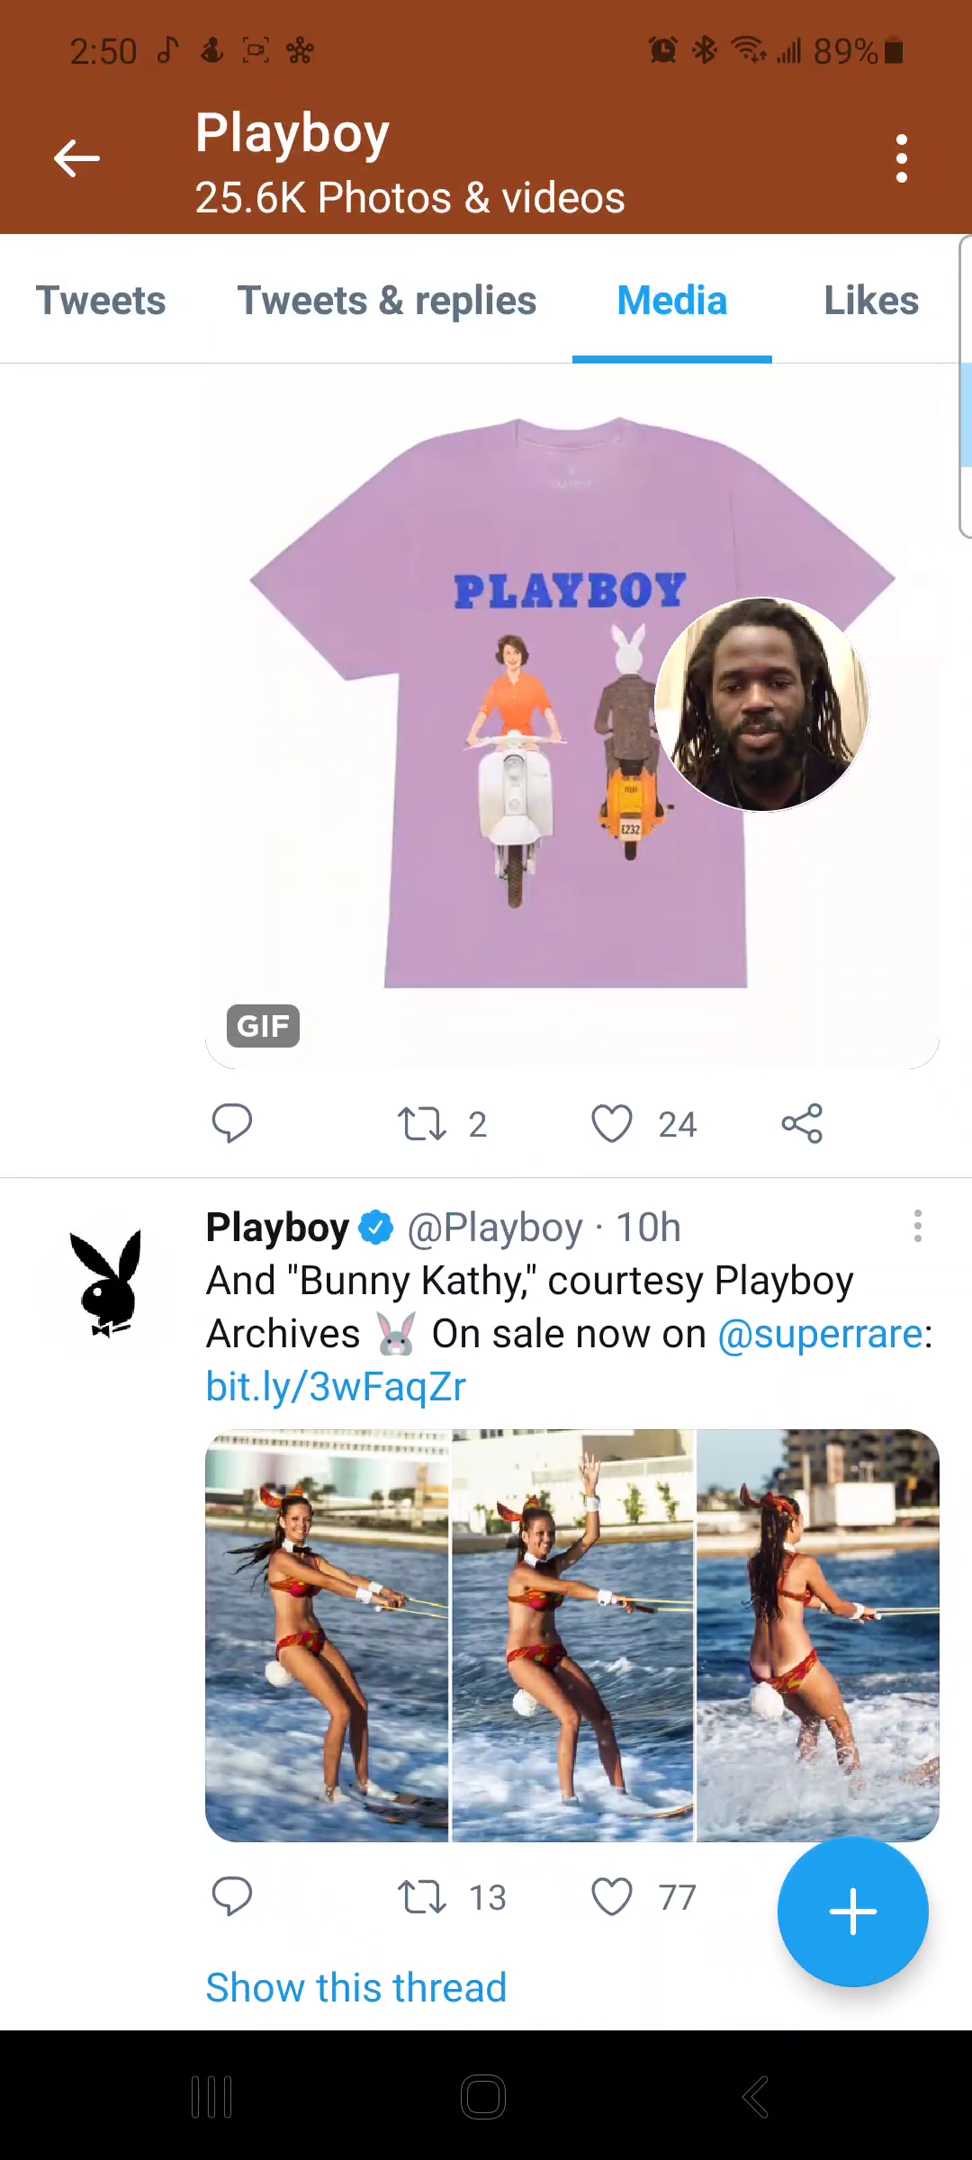 2:50
89%
Playboy
25.6K Photos & videos
Tweets
Tweets & replies
Media
Likes
PLAYBOY
E232
GIF
2
24
Playboy @Playboy · 10h
And "Bunny Kathy," courtesy Playboy
Archives 🐰 On sale now on @superrare:
bit.ly/3wFaqZr
13
77
Show this thread